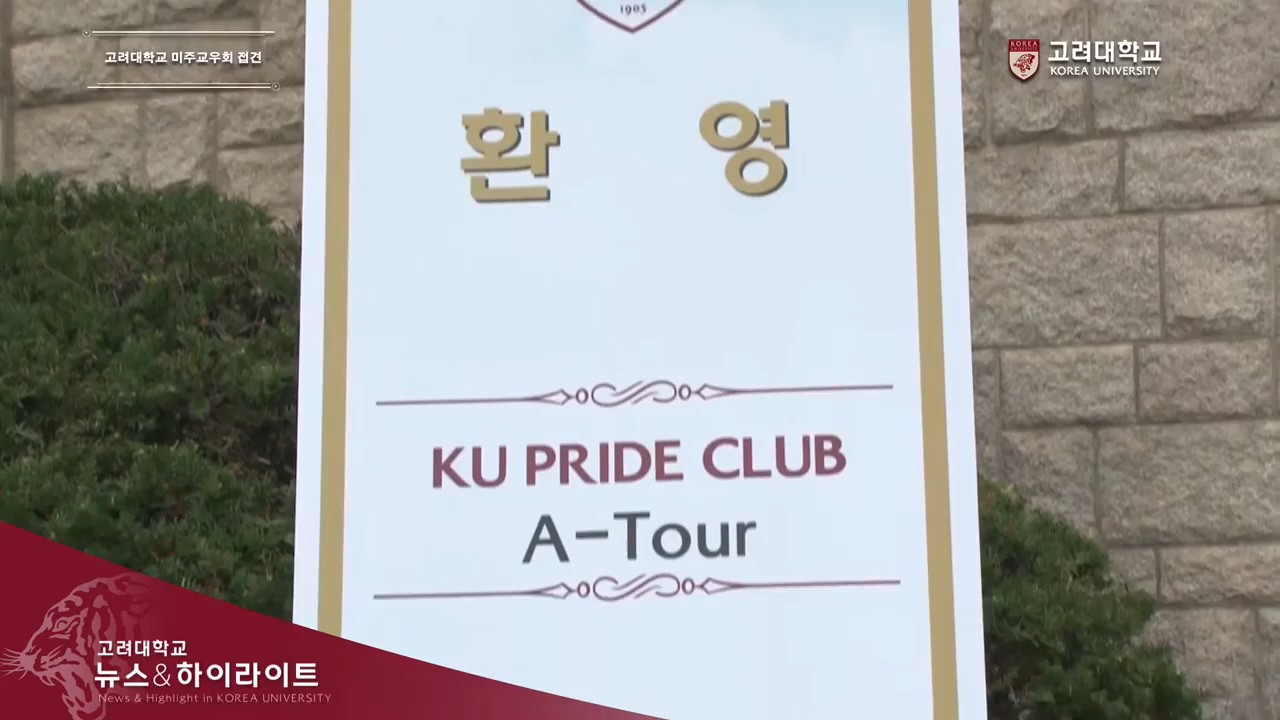 고려대학교 미주교우회 접견
KOREA
고려대학교
KOREA UNIVERSITY
1905
환 영
KU PRIDE CLUB
A-Tour
고려대학교
뉴스&하이라이트
News & Highlight in KOREA UNIVERSITY